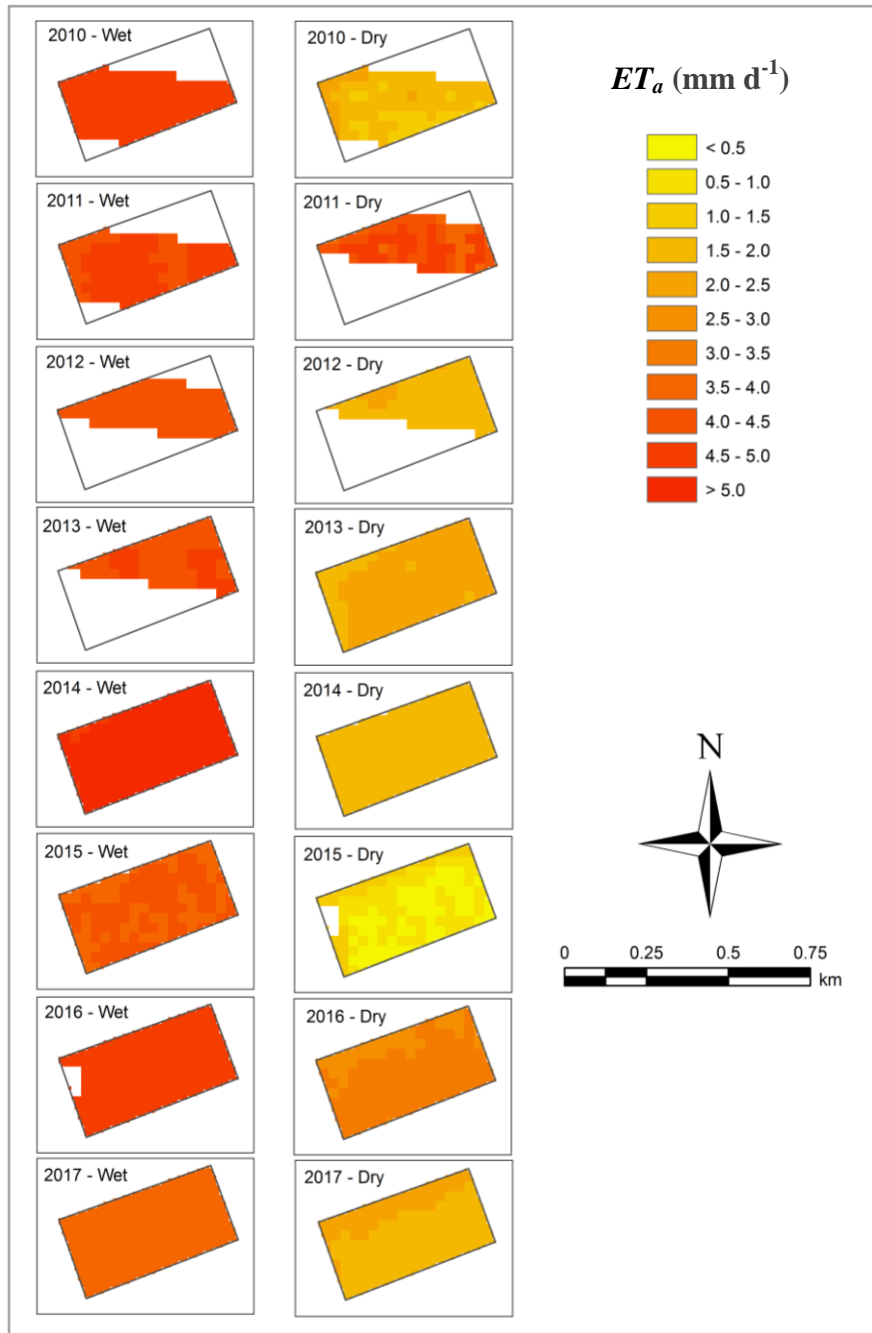 2010 - Wet
2010 - Dry
2011 - Wet
2011 - Dry
2012 - Wet
2012 - Dry
2013 - Wet
2013 - Dry
2014 - Wet
2014 - Dry
2015 - Wet
2015 - Dry
2016 - Wet
2016 - Dry
2017 - Wet
2017 - Dry
ETa (mm d-1)
< 0.5
0.5 - 1.0
1.0 - 1.5
1.5 - 2.0
2.0 - 2.5
2.5 - 3.0
3.0 - 3.5
3.5 - 4.0
4.0 - 4.5
4.5 - 5.0
> 5.0
N
0 0.25 0.5 0.75
km